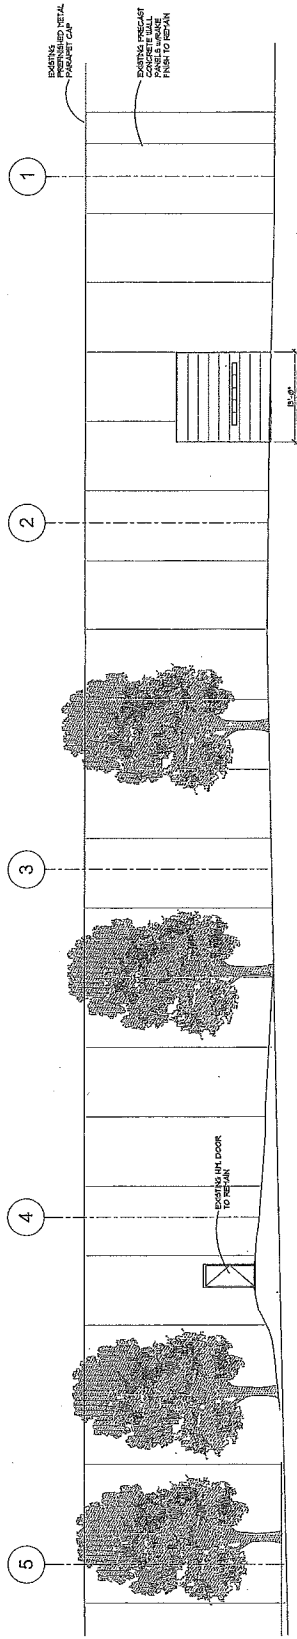 EXISTING
PREFINISHED METAL
PARAPET CAP
EXISTING PRECAST
CONCRETE WALL
PANELS W/RAKE
FINISH TO REMAIN
1
2
3
4
5
EXISTING H.M. DOOR
TO REMAIN